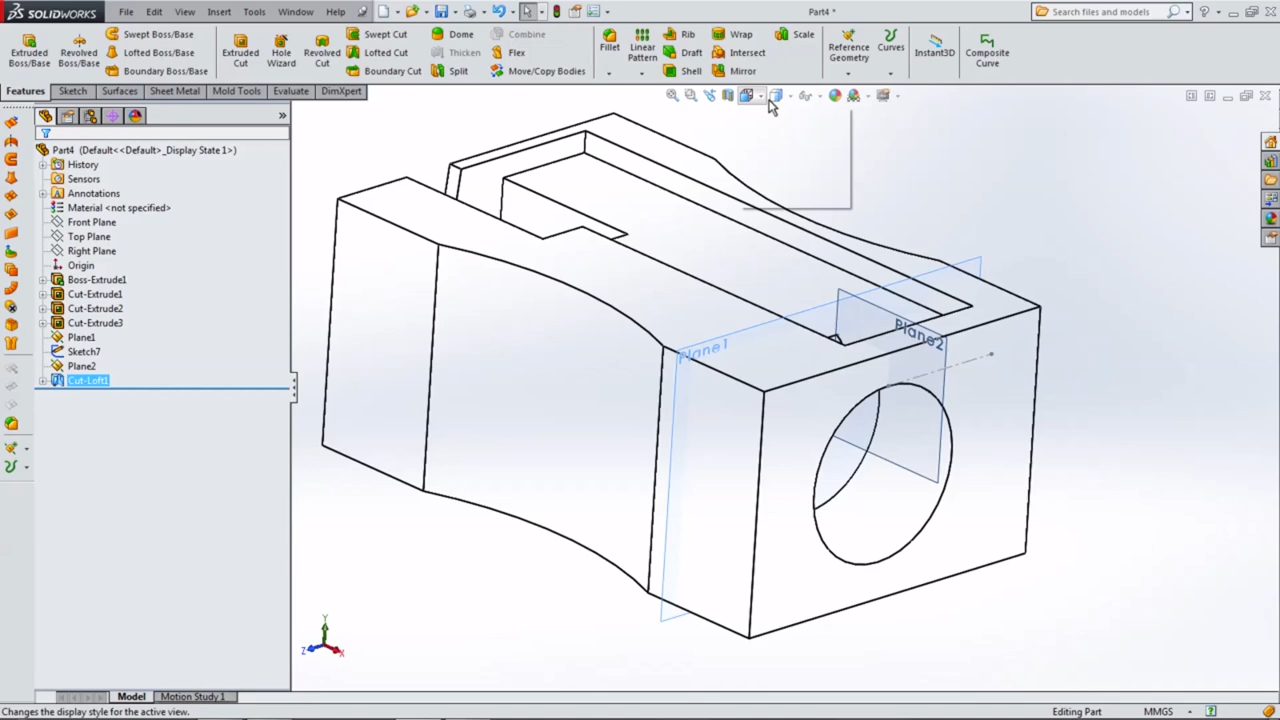 SOLIDWORKS File Edit View Insert Tools Window Help Part4 * Search files and models
Extruded Boss/Base
Revolved Boss/Base
Swept Boss/Base
Lofted Boss/Base
Boundary Boss/Base
Extruded Cut
Hole Wizard
Revolved Cut
Swept Cut
Lofted Cut
Boundary Cut
Dome
Thicken
Split
Combine
Flex
Move/Copy Bodies
Fillet
Linear Pattern
Rib
Draft
Shell
Wrap
Intersect
Mirror
Scale
Reference Geometry
Curves
Instant3D
Composite Curve
Features Sketch Surfaces Sheet Metal Mold Tools Evaluate DimXpert
Part4 (Default<<Default>_Display State 1>)
History
Sensors
Annotations
Material <not specified>
Front Plane
Top Plane
Right Plane
Origin
Boss-Extrude1
Cut-Extrude1
Cut-Extrude2
Cut-Extrude3
Plane1
Sketch7
Plane2
Cut-Loft1
Plane1
Plane2
Y
Z
X
Model Motion Study 1
Changes the display style for the active view. Editing Part MMGS